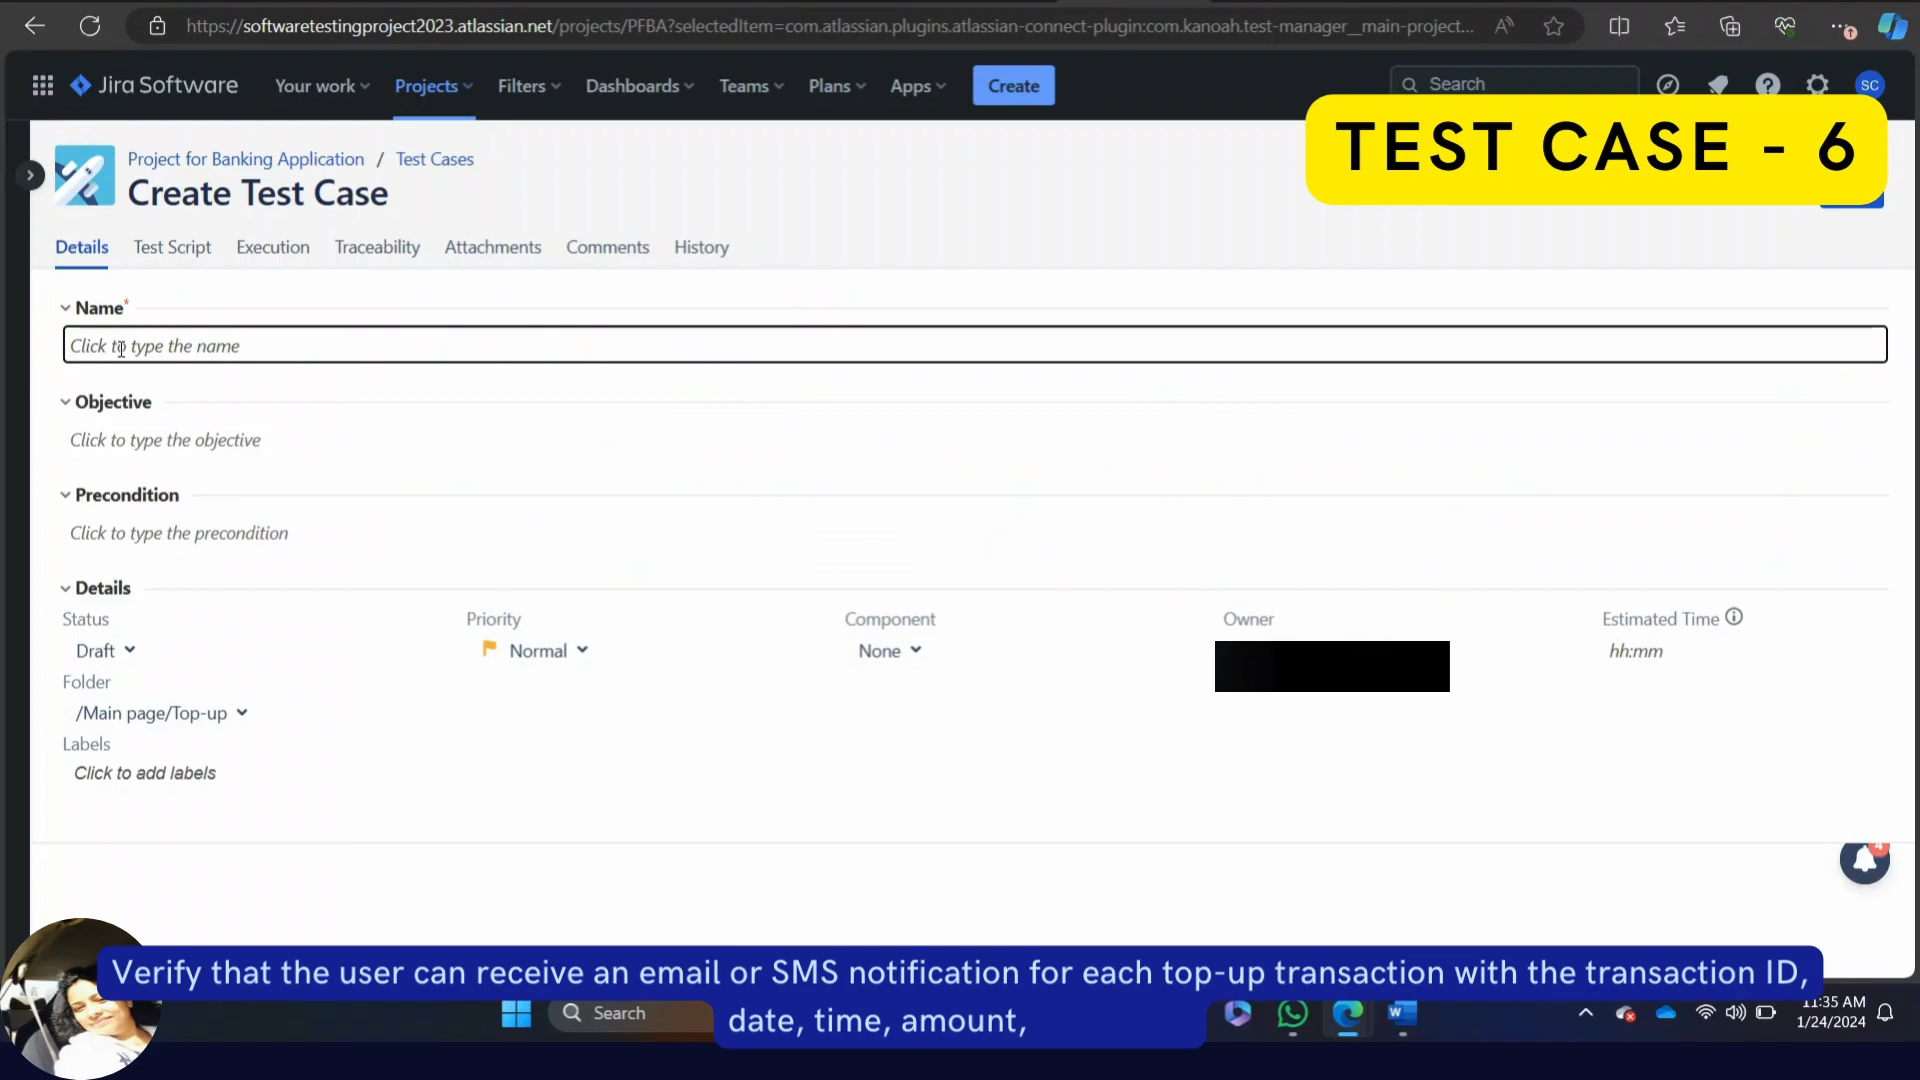 https://softwaretestingproject2023.atlassian.net/projects/PFBA?selectedItem=com.atlassian.plugins.atlassian-connect-plugin:com.kanoah.test-manager__main-project...
Jira Software
Your work
Projects
Filters
Dashboards
Teams
Plans
Apps
Create
Search
SC
TEST CASE - 6
Project for Banking Application / Test Cases
Create Test Case
Details
Test Script
Execution
Traceability
Attachments
Comments
History
Name*
Click to type the name
Objective
Click to type the objective
Precondition
Click to type the precondition
Details
Status
Priority
Component
Owner
Estimated Time
Draft
Normal
None
hh:mm
Folder
/Main page/Top-up
Labels
Click to add labels
4
Verify that the user can receive an email or SMS notification for each top-up transaction with the transaction ID,
date, time, amount,
Search
11:35 AM
1/24/2024